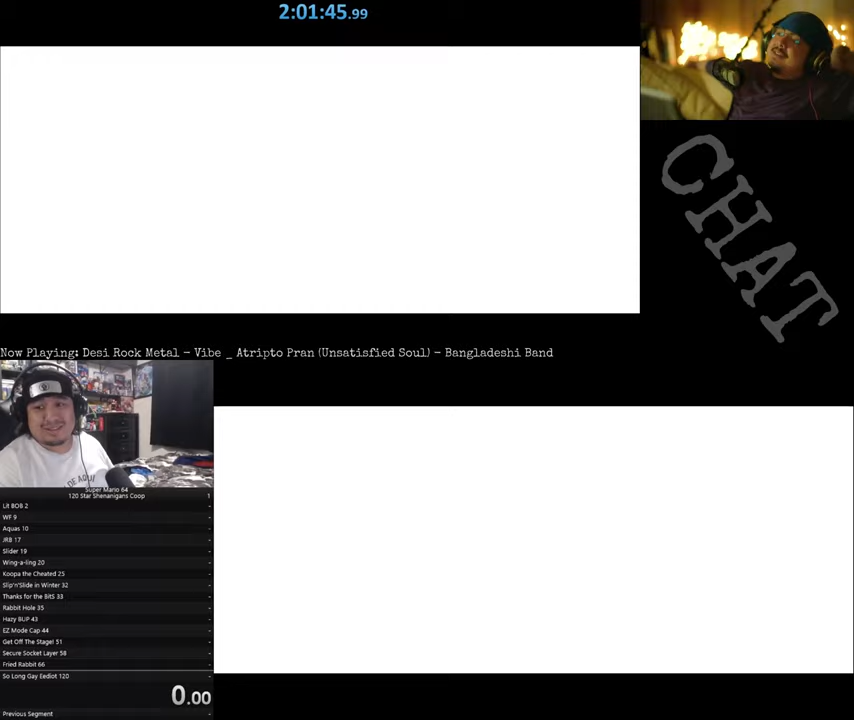 2:01:45.99
CHAT
Now Playing: Desi Rock Metal - Vibe _ Atripto Pran (Unsatisfied Soul) - Bangladeshi Band
DE AQUI
Super Mario 64
120 Star Shenanigans Coop 1
Lit BOB 2 -
WF 9 -
Aquas 10 -
JRB 17 -
Slider 19 -
Wing-a-ling 20 -
Koopa the Cheated 25 -
Slip'n'Slide in Winter 32 -
Thanks for the BitS 33 -
Rabbit Hole 35 -
Hazy BUP 43 -
EZ Mode Cap 44 -
Get Off The Stage! 51 -
Secure Socket Layer 58 -
Fried Rabbit 66 -
So Long Gay Eediot 120 -
0.00
Previous Segment -